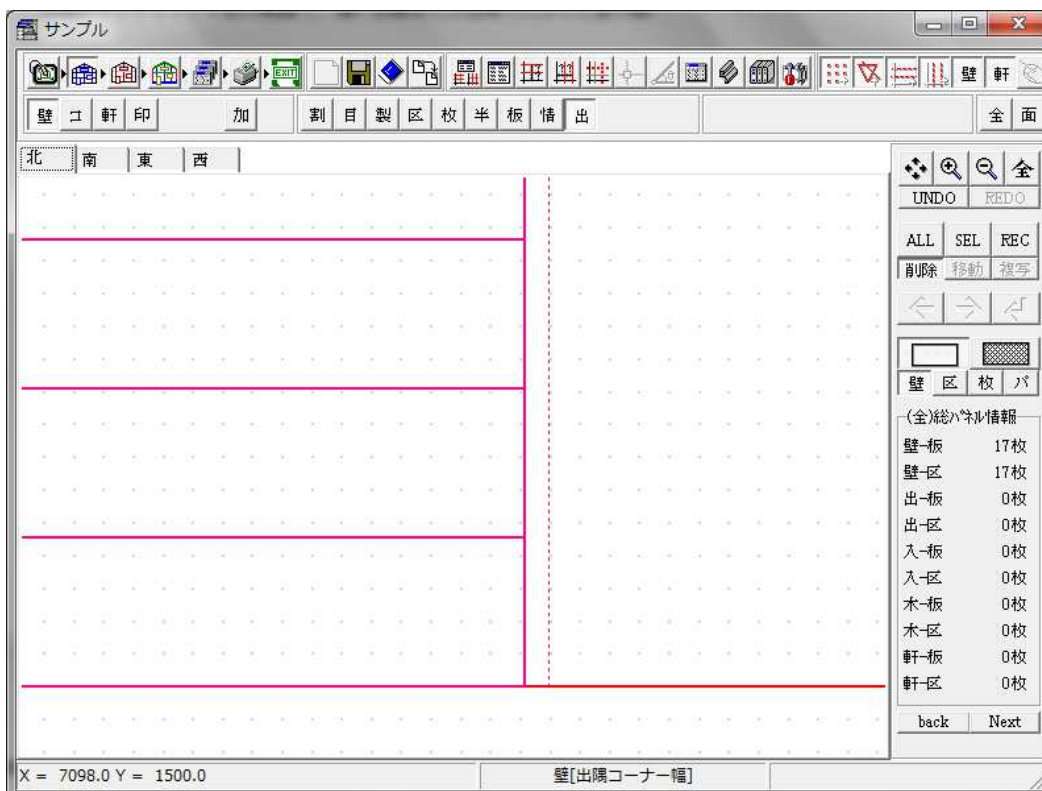 サンプル
EXIT
壁 軒
壁 コ 軒 印 加 割 目 製 区 枚 半 板 情 出 全 面
北 南 東 西
全
UNDO REDO
ALL SEL REC
削除 移動 複写
壁 区 枚 パ
(全)総パネル情報
壁-板 17枚
壁-区 17枚
出-板 0枚
出-区 0枚
入-板 0枚
入-区 0枚
木-板 0枚
木-区 0枚
軒-板 0枚
軒-区 0枚
back Next
X = 7098.0 Y = 1500.0 壁[出隅コーナー幅]